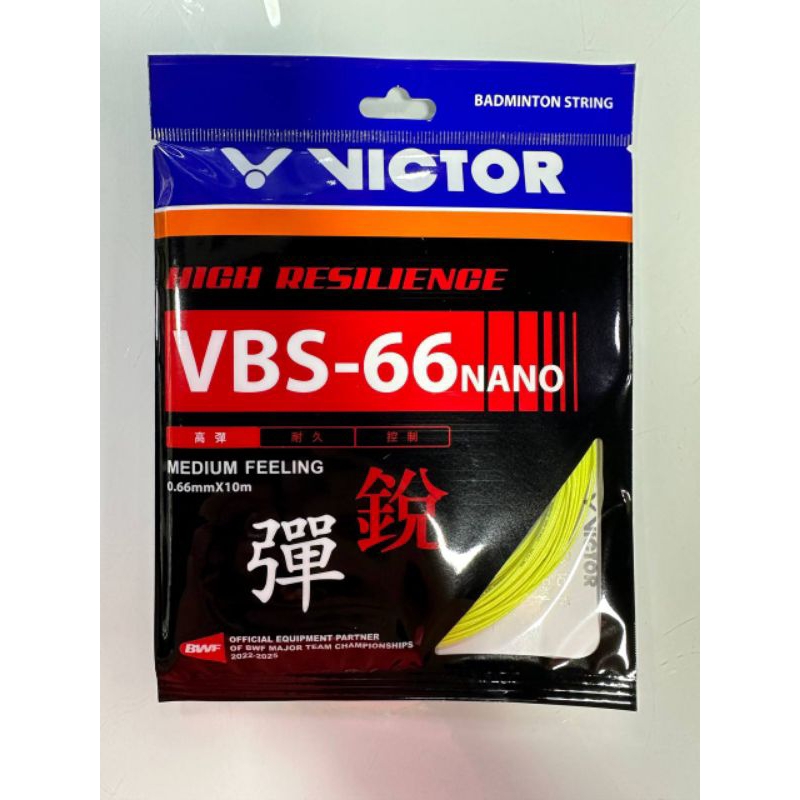 BADMINTON STRING
VICTOR
HIGH RESILIENCE
VBS-66NANO
高彈 耐久 控制
MEDIUM FEELING
0.66mmX10m
銳
彈
VICTOR
BWF
OFFICIAL EQUIPMENT PARTNER
OF BWF MAJOR TEAM CHAMPIONSHIPS
2022-2025